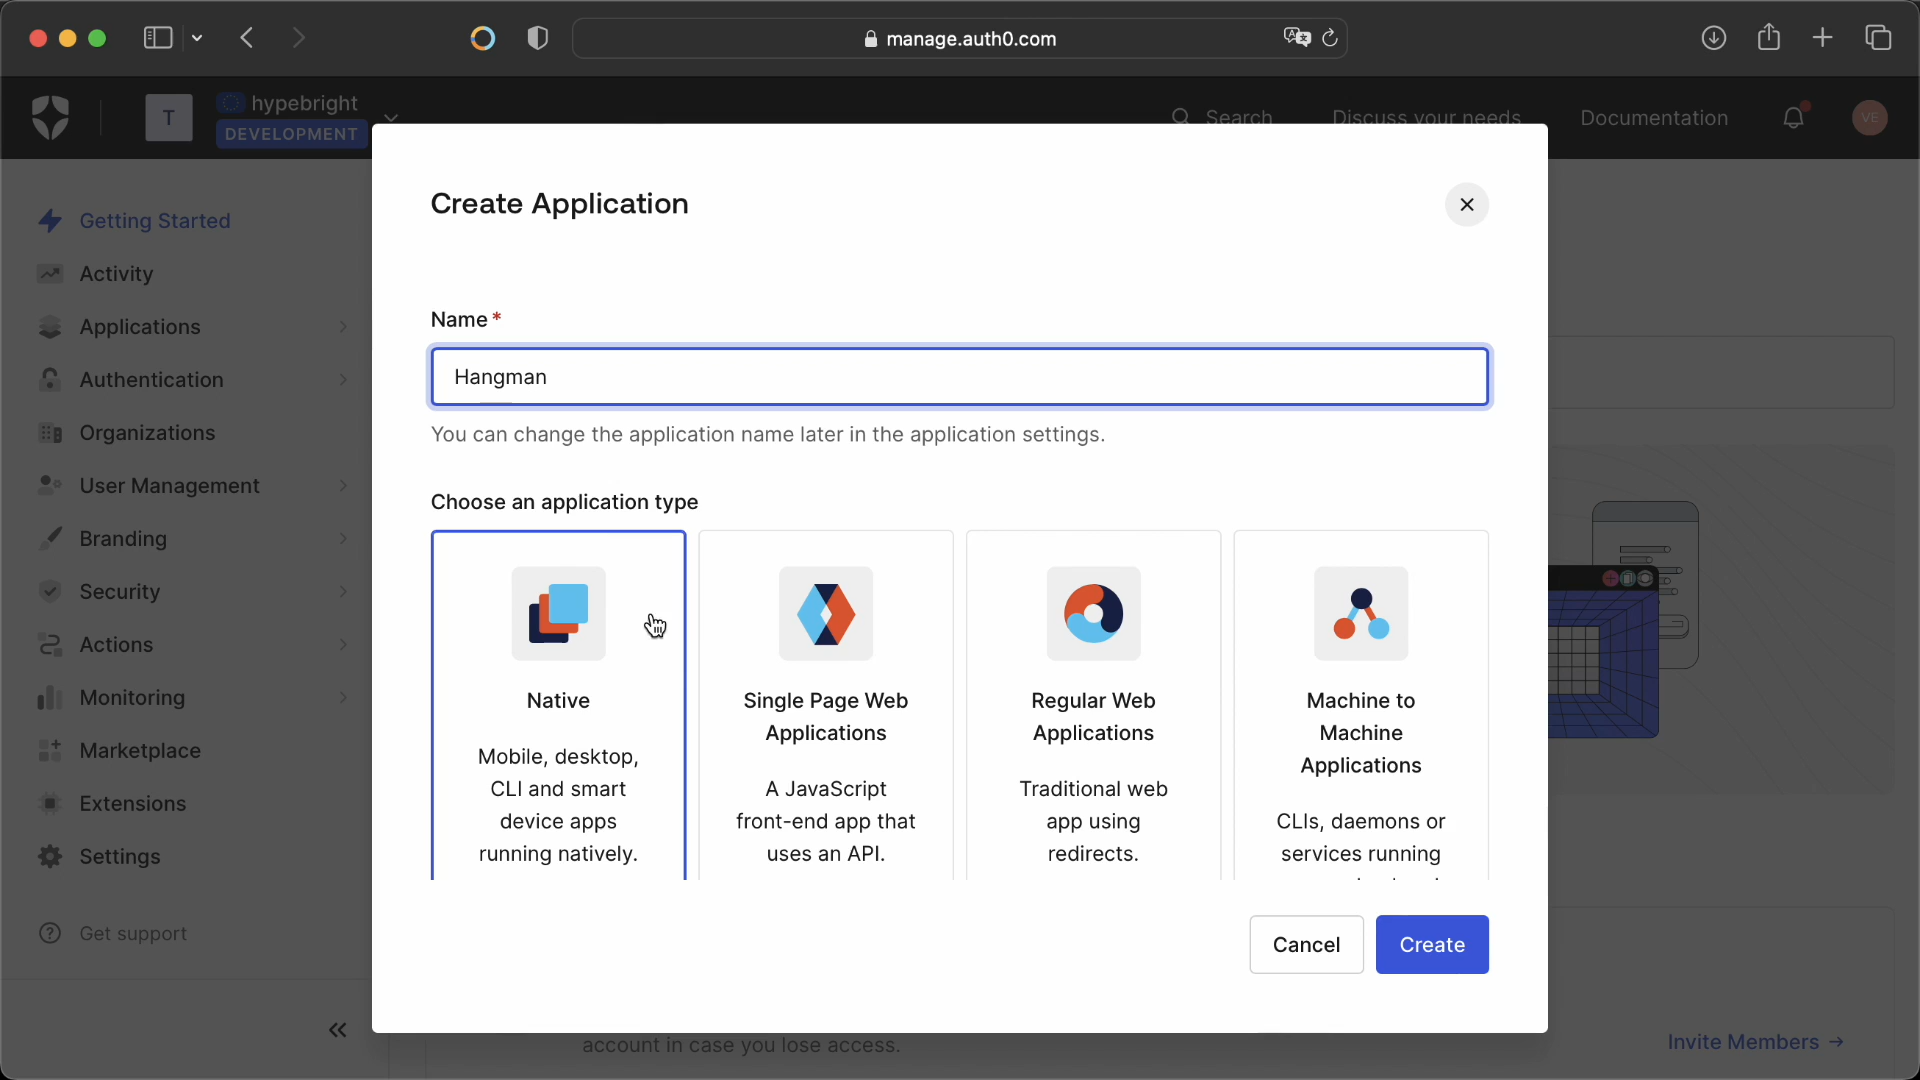 manage.auth0.com
T
hypebright
DEVELOPMENT
Search
Discuss your needs
Documentation
VE
Getting Started
Activity
Applications
Authentication
Organizations
User Management
Branding
Security
Actions
Monitoring
Marketplace
Extensions
Settings
Get support
Create Application
Name*
Hangman
You can change the application name later in the application settings.
Choose an application type
Native
Mobile, desktop,
CLI and smart
device apps
running natively.
Single Page Web
Applications
A JavaScript
front-end app that
uses an API.
Regular Web
Applications
Traditional web
app using
redirects.
Machine to
Machine
Applications
CLIs, daemons or
services running
Cancel
Create
account in case you lose access.
Invite Members →